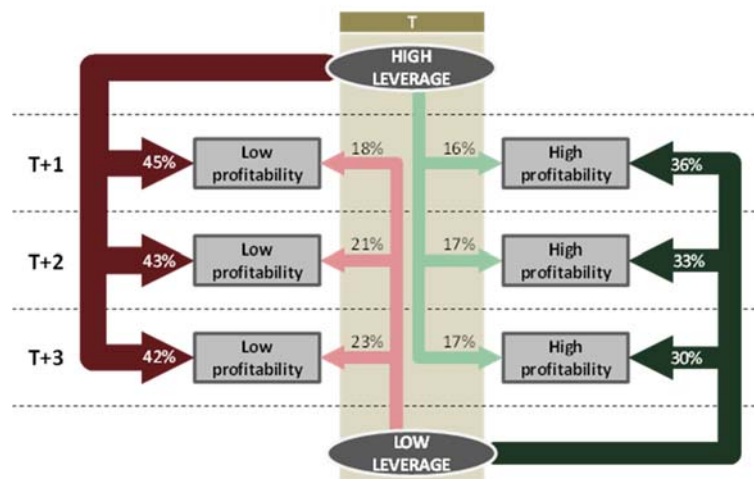 T
HIGH
LEVERAGE
T+1
45%
Low
profitability
18%
16%
High
profitability
36%
T+2
43%
Low
profitability
21%
17%
High
profitability
33%
T+3
42%
Low
profitability
23%
17%
High
profitability
30%
LOW
LEVERAGE